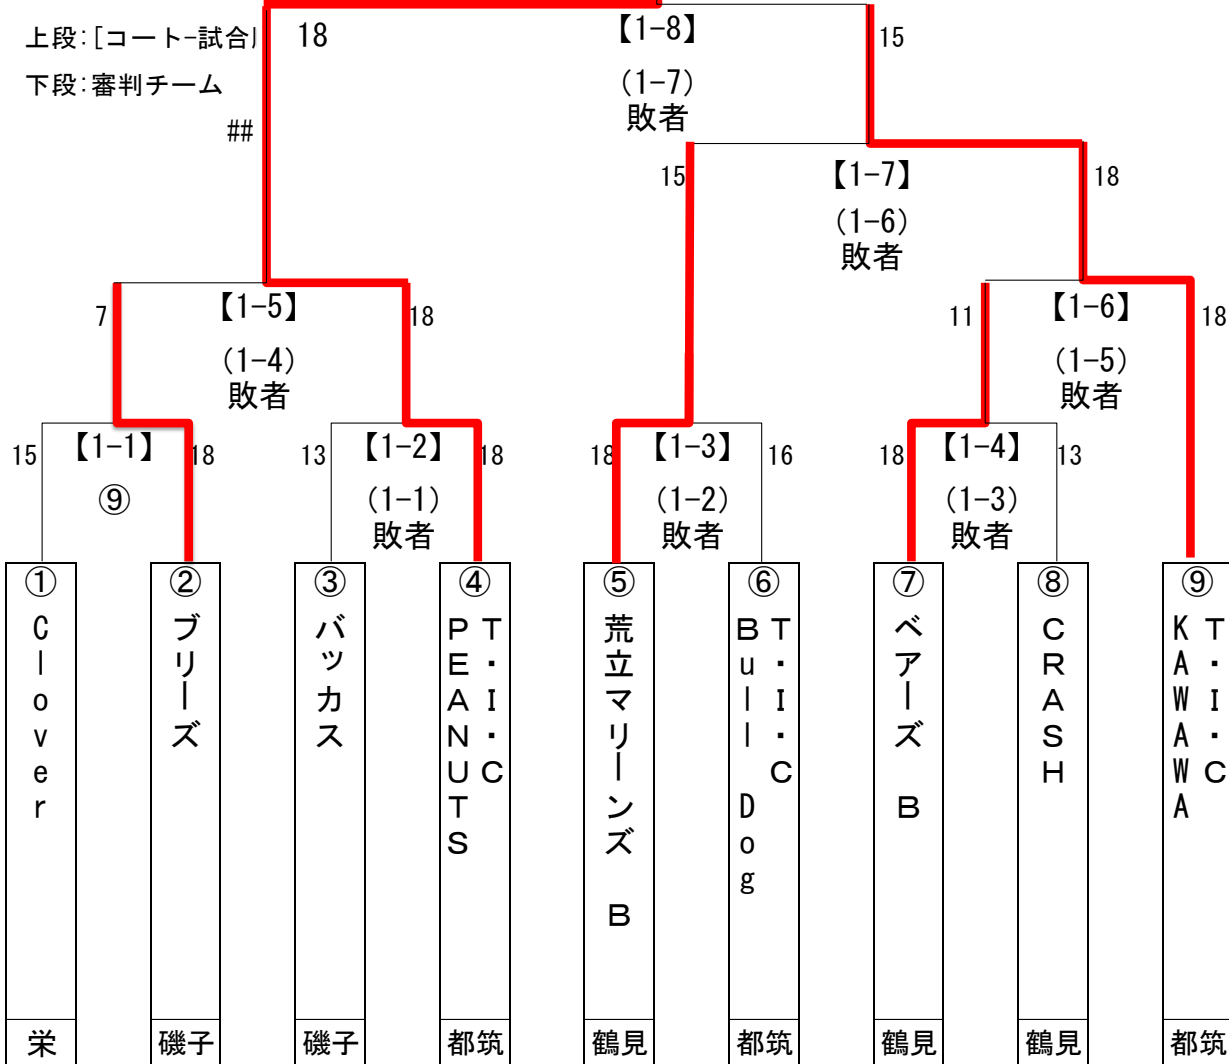 上段:[コート-試合
18
【1-8】
15
下段:審判チーム
(1-7)
敗者
##
15
【1-7】
18
(1-6)
敗者
7
【1-5】
18
11
【1-6】
18
(1-4)
敗者
(1-5)
敗者
15
【1-1】
18
13
【1-2】
18
18
【1-3】
16
18
【1-4】
13
⑨
(1-1)
敗者
(1-2)
敗者
(1-3)
敗者
①
Clover
栄
②
ブリーズ
磯子
③
バッカス
磯子
④
T・I・C
PEANUTS
都筑
⑤
荒立マリーンズ B
鶴見
⑥
T・I・C
Bull Dog
都筑
⑦
ベアーズ B
鶴見
⑧
CRASH
鶴見
⑨
T・I・C
KAWAWA
都筑